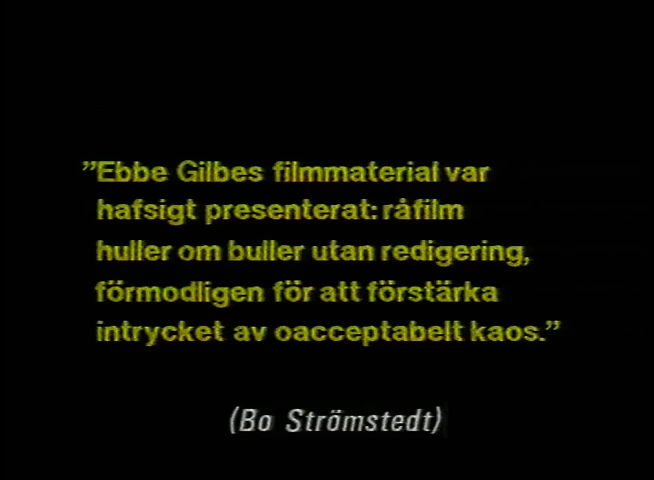 ”Ebbe Gilbes filmmaterial var
hafsigt presenterat: råfilm
huller om buller utan redigering,
förmodligen för att förstärka
intrycket av oacceptabelt kaos.”
(Bo Strömstedt)